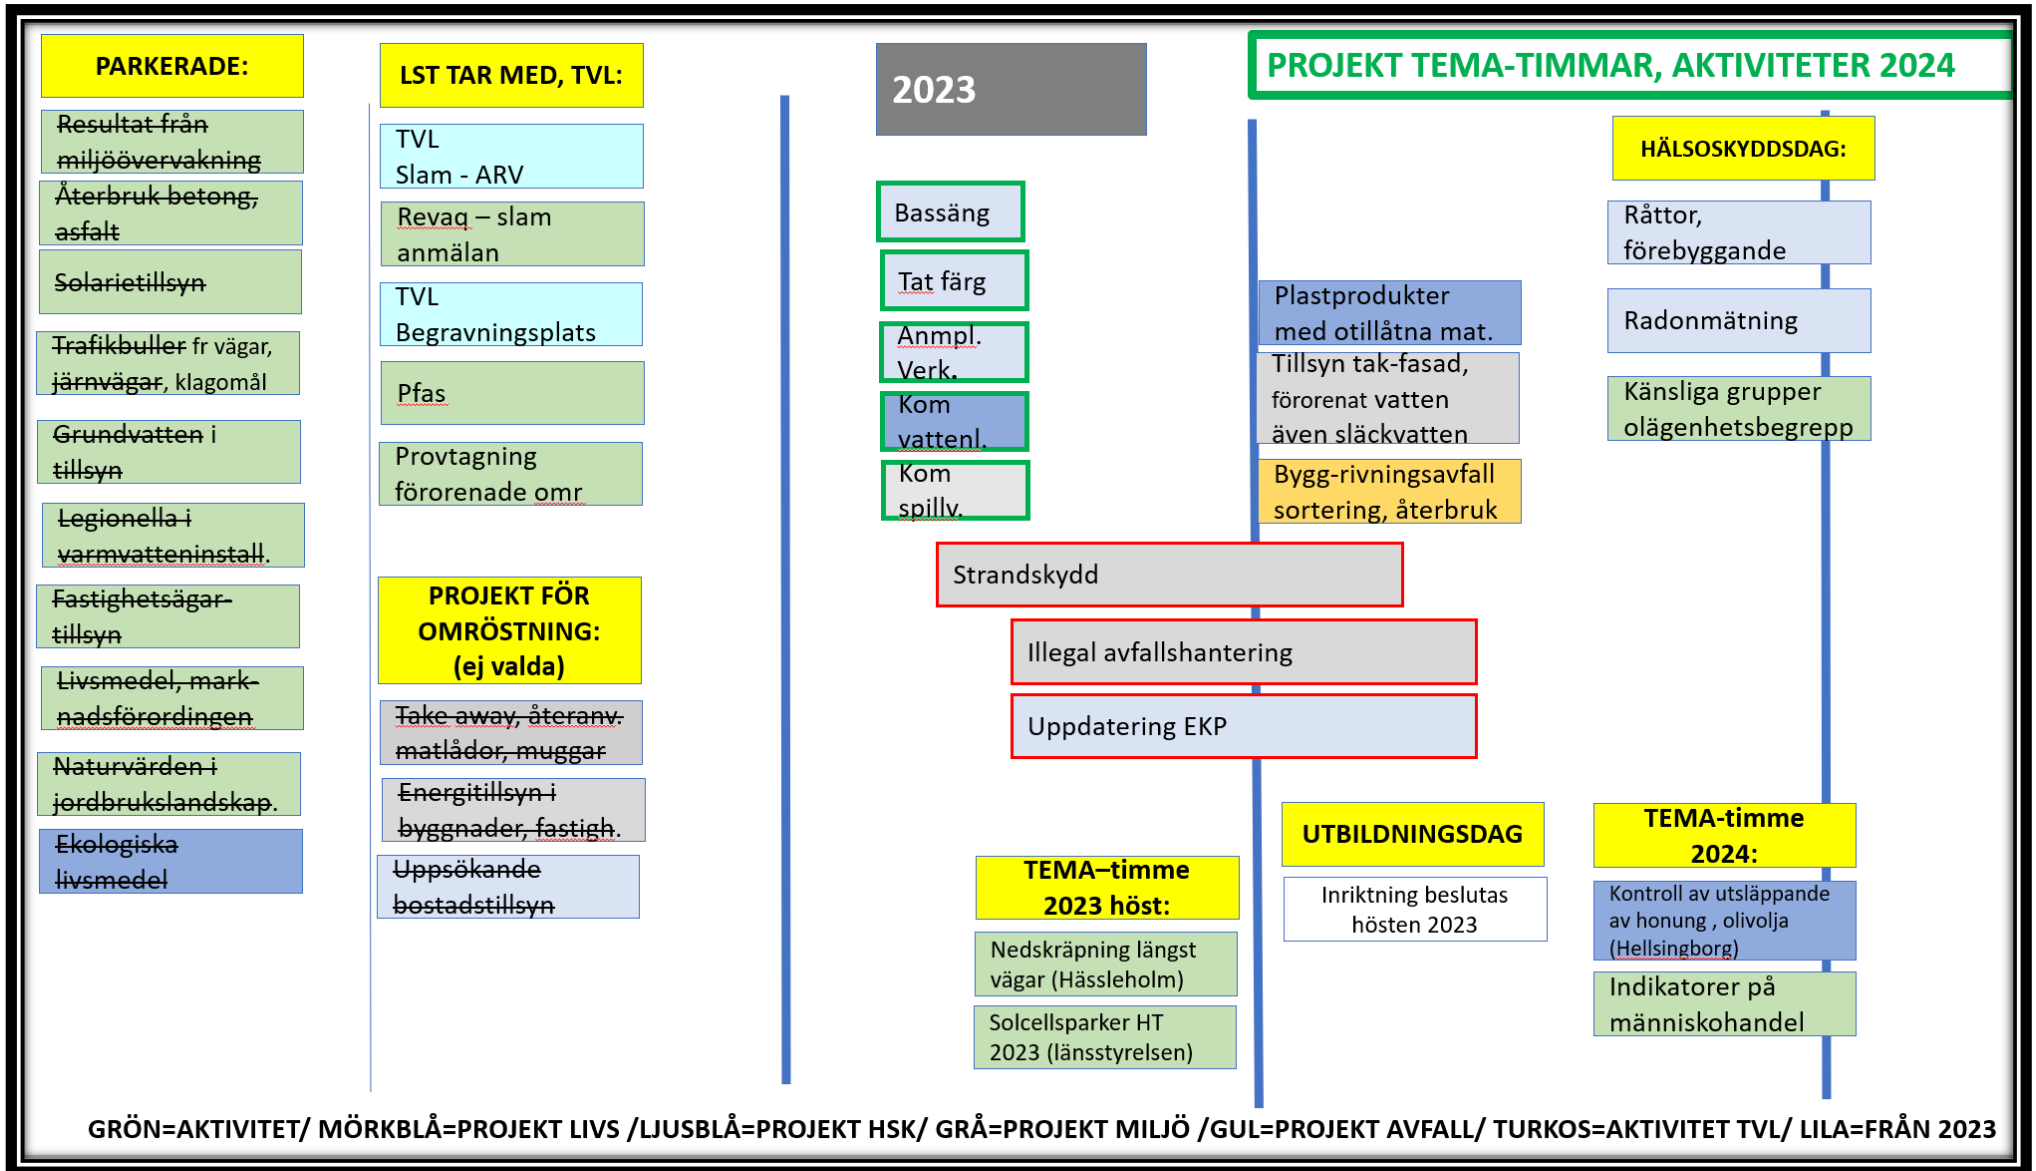 PARKERADE:
Resultat från
miljöövervakning
Återbruk betong,
asfalt
Solarietillsyn
Trafikbuller fr vägar,
järnvägar, klagomål
Grundvatten i
tillsyn
Legionella i
varmvatteninstall.
Fastighetsägar-
tillsyn
Livsmedel, mark-
nadsförordingen
Naturvärden i
jordbrukslandskap.
Ekologiska
livsmedel
LST TAR MED, TVL:
TVL
Slam - ARV
Revaq – slam
anmälan
TVL
Begravningsplats
Pfas
Provtagning
förorenade omr
PROJEKT FÖR
OMRÖSTNING:
(ej valda)
Take away, återanv.
matlådor, muggar
Energitillsyn i
byggnader, fastigh.
Uppsökande
bostadstillsyn
2023
Bassäng
Tat färg
Anmpl.
Verk.
Kom
vattenl.
Kom
spillv.
Strandskydd
Illegal avfallshantering
Uppdatering EKP
TEMA–timme
2023 höst:
Nedskräpning längst
vägar (Hässleholm)
Solcellsparker HT
2023 (länsstyrelsen)
PROJEKT TEMA-TIMMAR, AKTIVITETER 2024
Plastprodukter
med otillåtna mat.
Tillsyn tak-fasad,
förorenat vatten
även släckvatten
Bygg-rivningsavfall
sortering, återbruk
UTBILDNINGSDAG
Inriktning beslutas
hösten 2023
HÄLSOSKYDDSDAG:
Råttor,
förebyggande
Radonmätning
Känsliga grupper
olägenhetsbegrepp
TEMA-timme
2024:
Kontroll av utsläppande
av honung , olivolja
(Hellsingborg)
Indikatorer på
människohandel
GRÖN=AKTIVITET/ MÖRKBLÅ=PROJEKT LIVS /LJUSBLÅ=PROJEKT HSK/ GRÅ=PROJEKT MILJÖ /GUL=PROJEKT AVFALL/ TURKOS=AKTIVITET TVL/ LILA=FRÅN 2023